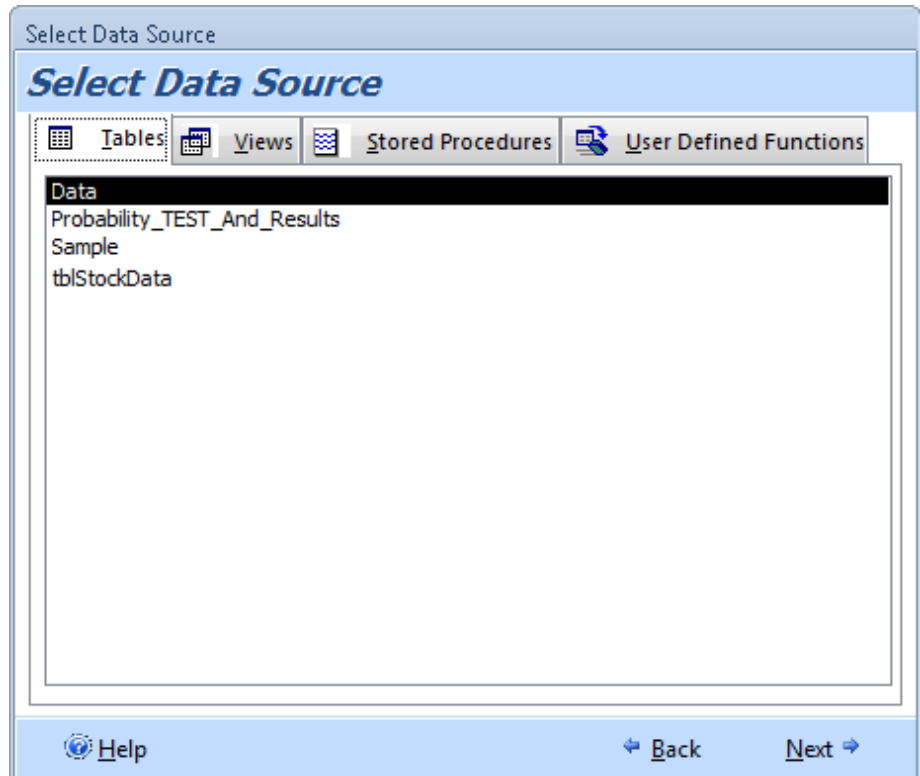 Select Data Source
Select Data Source
Tables Views Stored Procedures User Defined Functions
Data
Probability_TEST_And_Results
Sample
tblStockData
Help Back Next